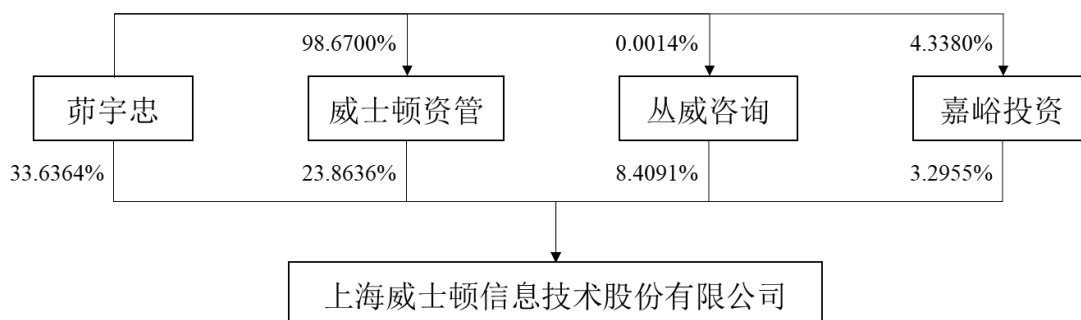 98.6700% 0.0014% 4.3380%
茆宇忠 威士顿资管 丛威咨询 嘉峪投资
33.6364% 23.8636% 8.4091% 3.2955%
上海威士顿信息技术股份有限公司